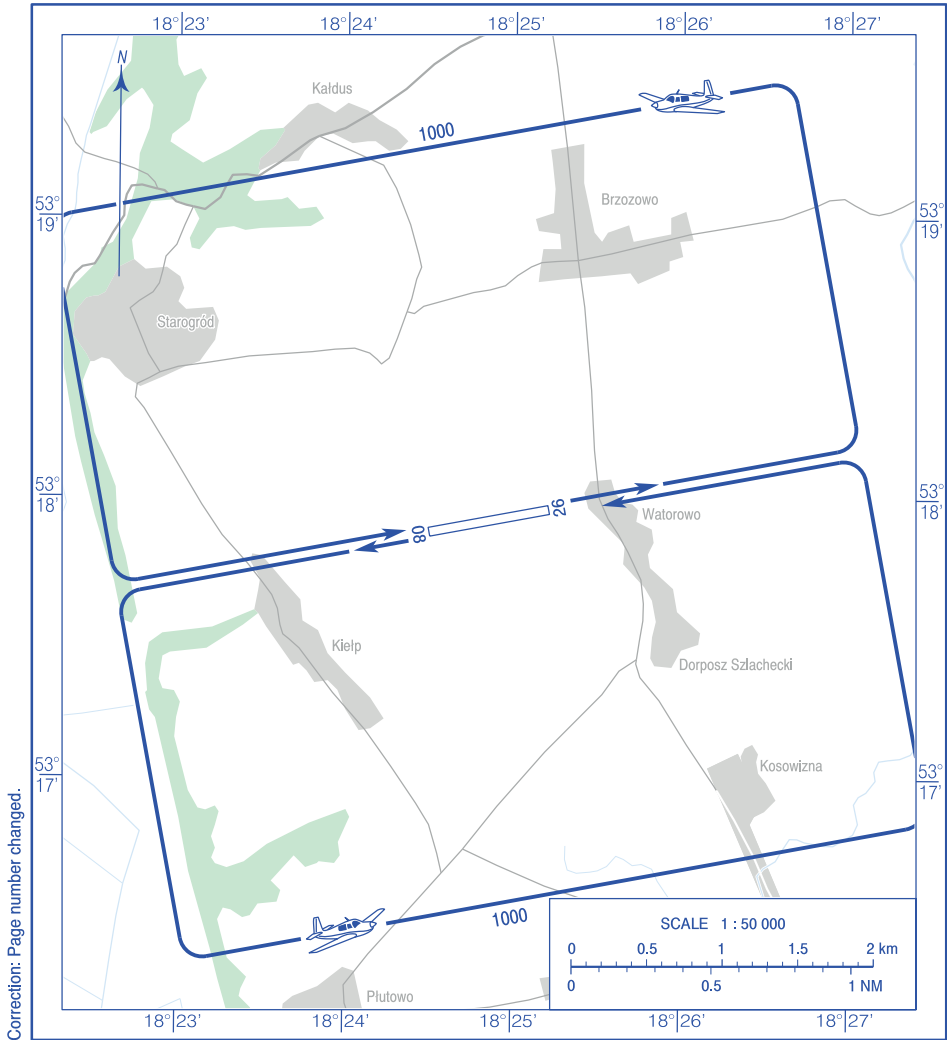 18°23' 18°24' 18°25' 18°26' 18°27'
N
Kałdus
1000
53°
19'
Brzozowo
53°
19'
Starogród
53°
18'
53°
18'
08
26
Watorowo
Kiełp
Dorposz Szlachecki
53°
17'
Kosowizna
53°
17'
1000
SCALE 1 : 50 000
0 0.5 1 1.5 2 km
0 0.5 1 NM
Płutowo
18°23' 18°24' 18°25' 18°26' 18°27'
Correction: Page number changed.